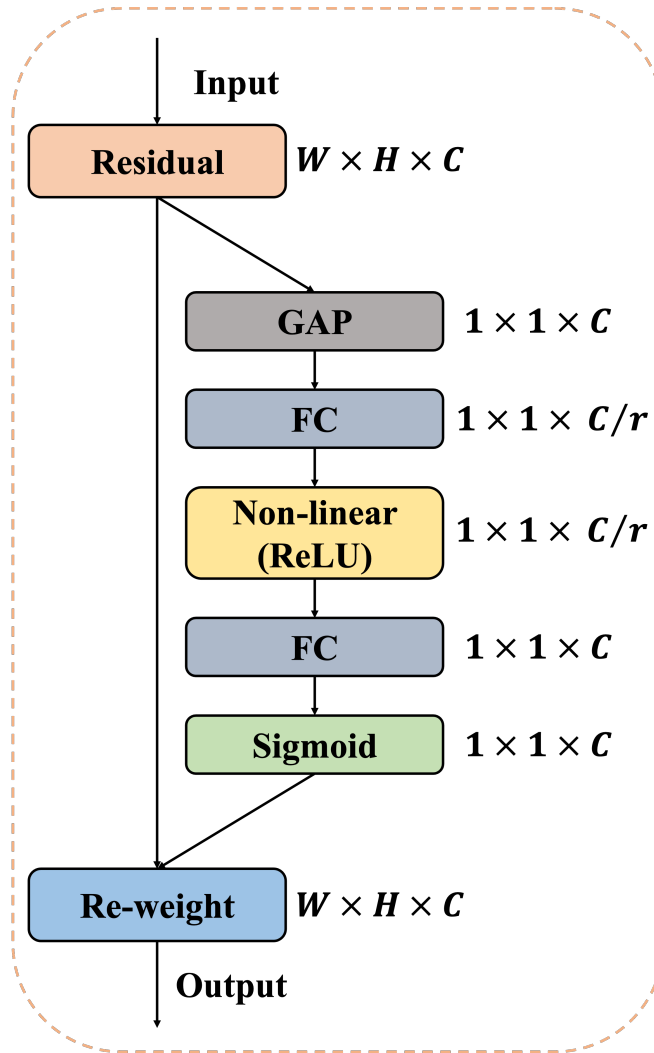 Input
Residual
W × H × C
GAP
1 × 1 × C
FC
1 × 1 × C/r
Non-linear
(ReLU)
1 × 1 × C/r
FC
1 × 1 × C
Sigmoid
1 × 1 × C
Re-weight
W × H × C
Output